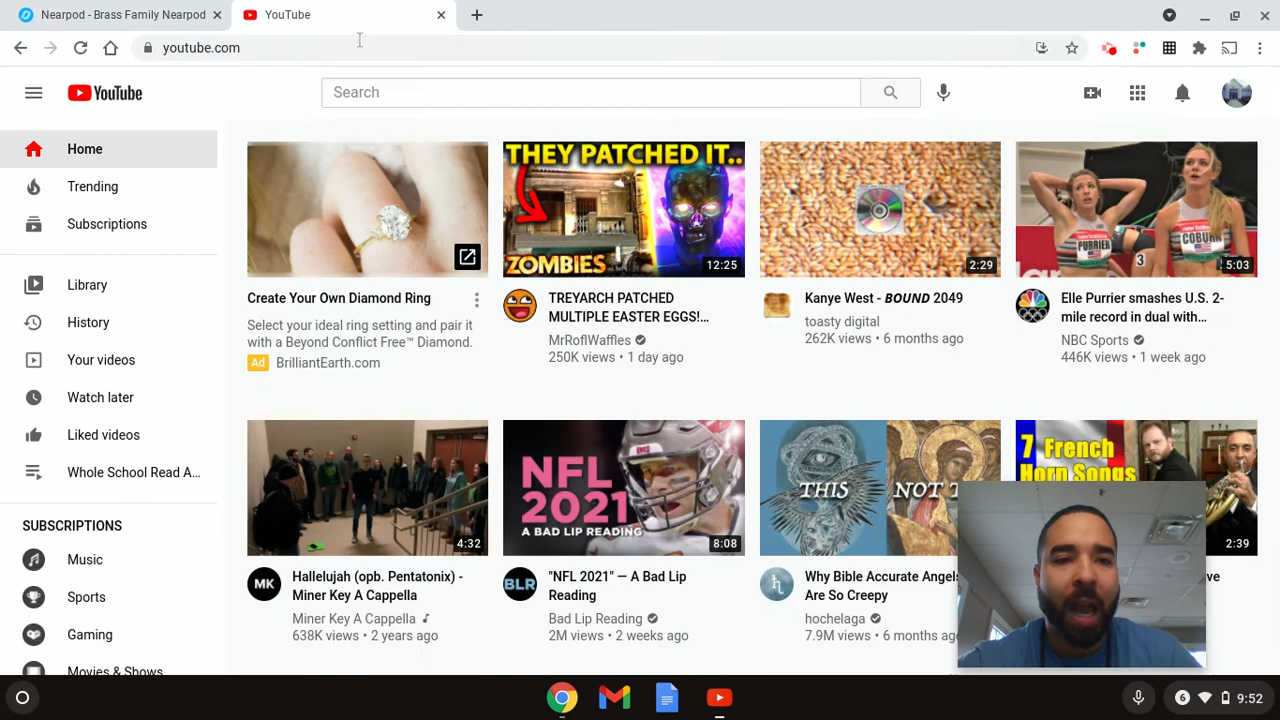 Nearpod - Brass Family Nearpod
YouTube
youtube.com
YouTube
Search
Home
Trending
Subscriptions
Library
History
Your videos
Watch later
Liked videos
Whole School Read A...
SUBSCRIPTIONS
Music
Sports
Gaming
Movies & Shows
Create Your Own Diamond Ring
Select your ideal ring setting and pair it
with a Beyond Conflict Free™ Diamond.
Ad BrilliantEarth.com
THEY PATCHED IT..
ZOMBIES
12:25
TREYARCH PATCHED
MULTIPLE EASTER EGGS!...
MrRoflWaffles
250K views • 1 day ago
2:29
Kanye West - BOUND 2049
toasty digital
262K views • 6 months ago
PURRIER
COBURN
3
5:03
Elle Purrier smashes U.S. 2-
mile record in dual with...
NBC Sports
446K views • 1 week ago
4:32
MK
Hallelujah (opb. Pentatonix) -
Miner Key A Cappella
Miner Key A Cappella
638K views • 2 years ago
NFL
2021
A BAD LIP READING
8:08
BLR
"NFL 2021" — A Bad Lip
Reading
Bad Lip Reading
2M views • 2 weeks ago
THIS NOT T
Why Bible Accurate Angels
Are So Creepy
hochelaga
7.9M views • 6 months ago
7 French
Horn Songs
2:39
6
9:52